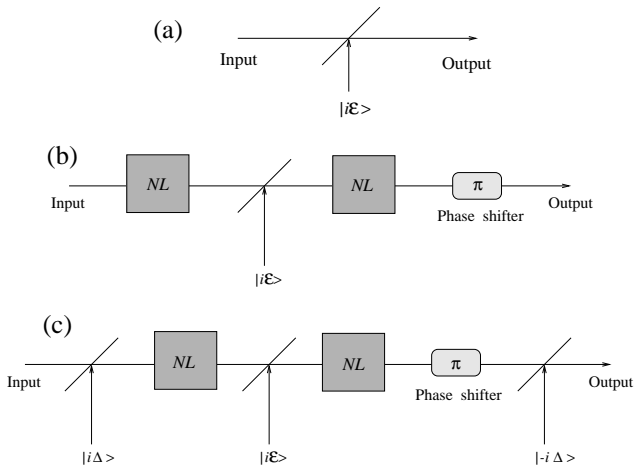 (a)
Input
Output
|iε>
(b)
NL
NL
π
Input
Phase shifter
Output
|iε>
(c)
NL
NL
π
Input
Phase shifter
Output
|iΔ>
|iε>
|-iΔ>